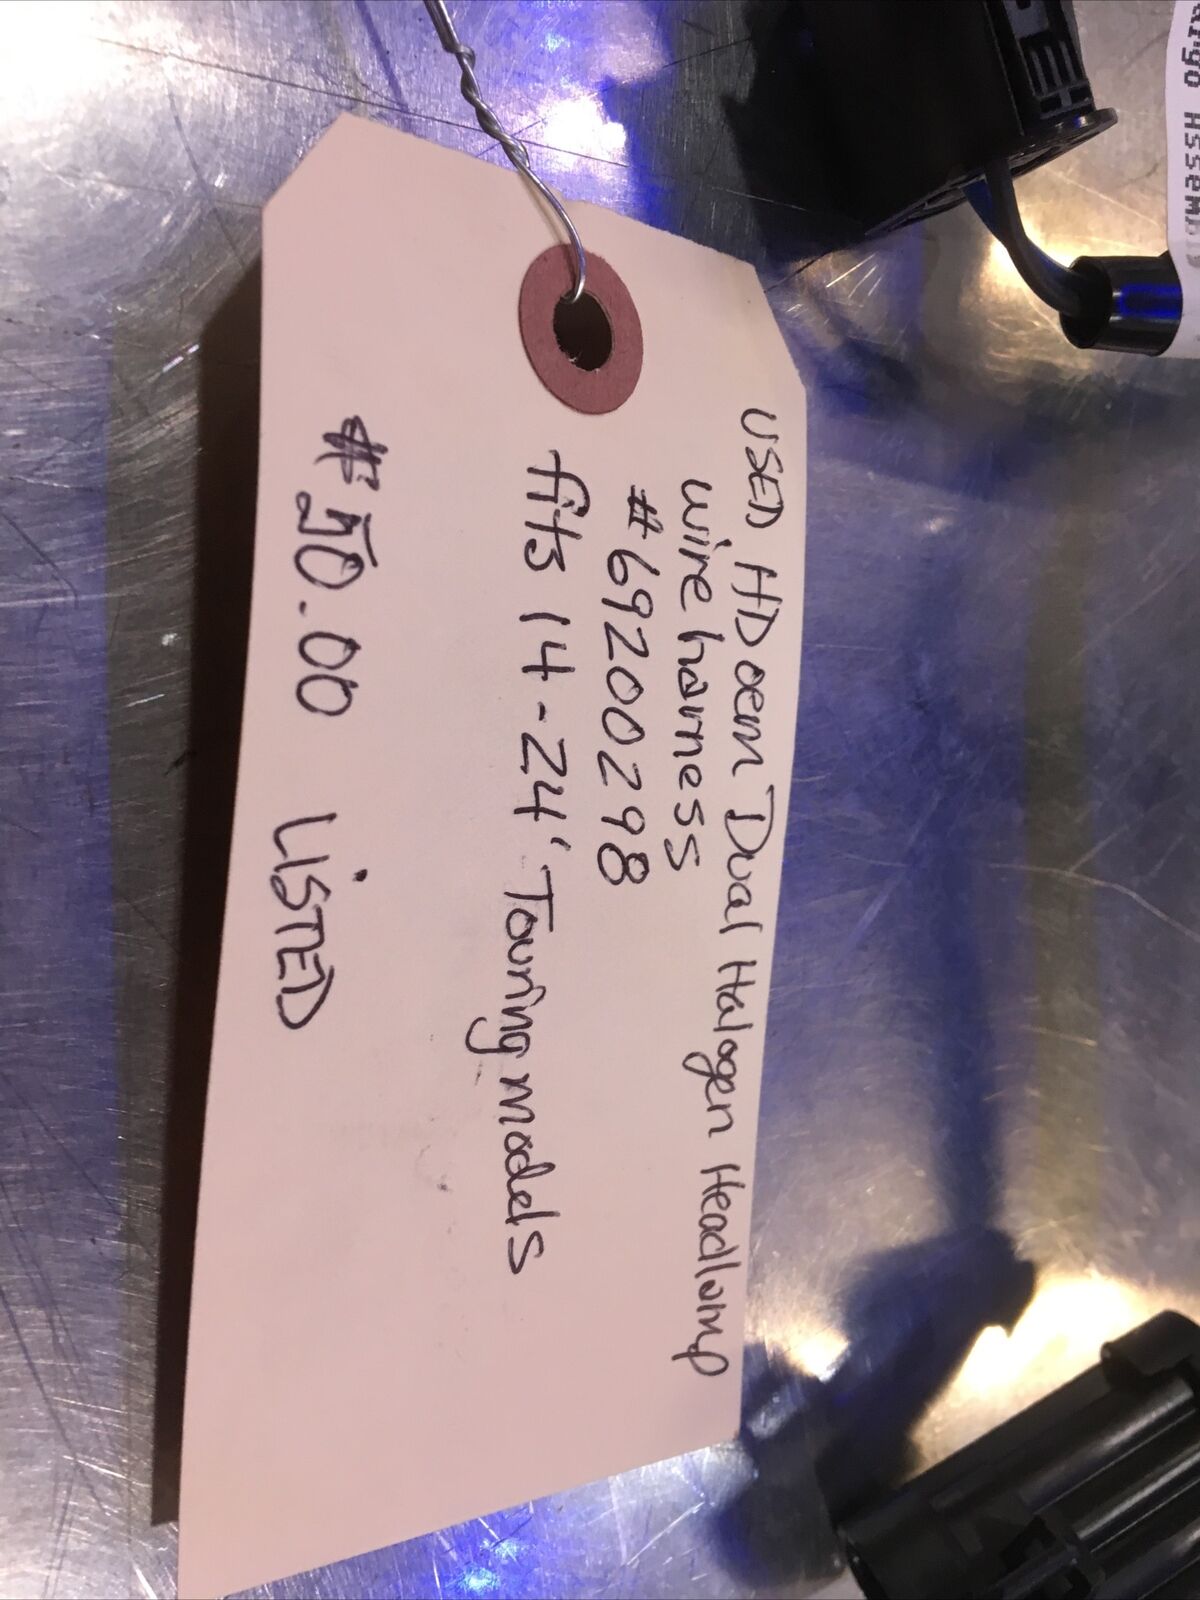 USED HD oem Dual Halogen Headlamp
wire harness
#69200298
fits 14-24' Touring models
$50.00 LISTED